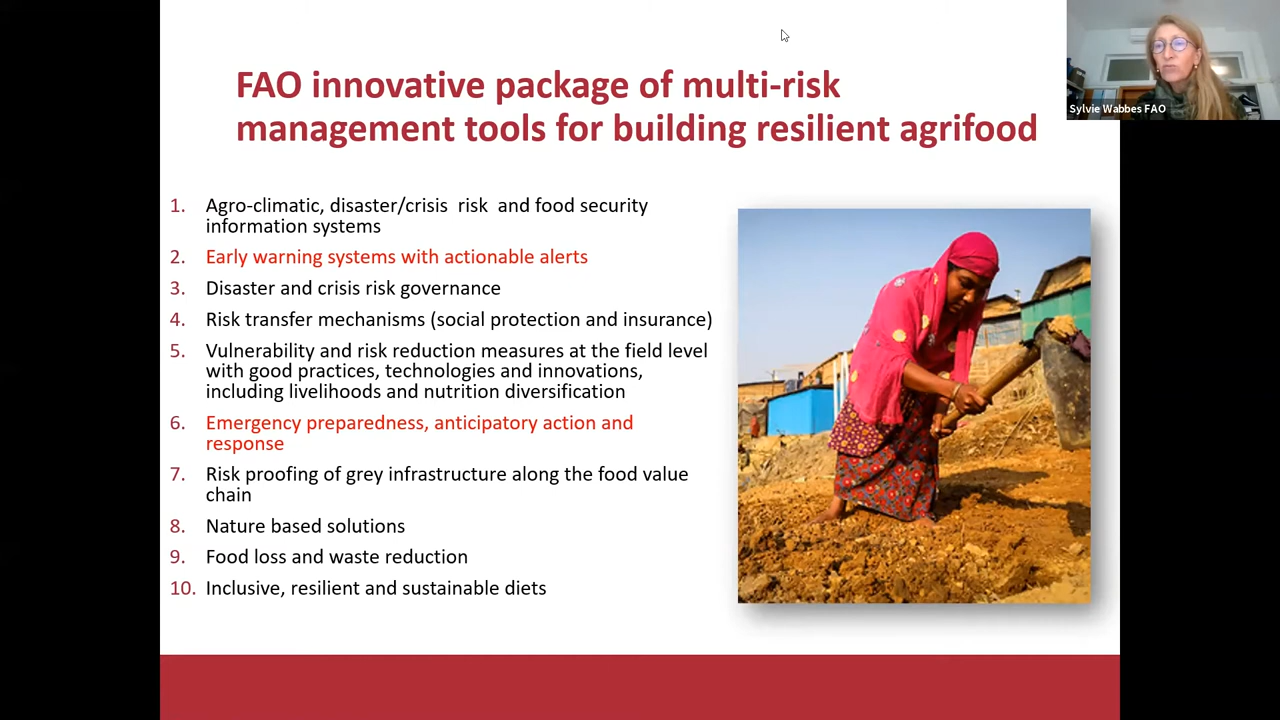 FAO innovative package of multi-risk
management tools for building resilient agrifood
Sylvie Wabbes FAO
1. Agro-climatic, disaster/crisis risk and food security
information systems
2. Early warning systems with actionable alerts
3. Disaster and crisis risk governance
4. Risk transfer mechanisms (social protection and insurance)
5. Vulnerability and risk reduction measures at the field level
with good practices, technologies and innovations,
including livelihoods and nutrition diversification
6. Emergency preparedness, anticipatory action and
response
7. Risk proofing of grey infrastructure along the food value
chain
8. Nature based solutions
9. Food loss and waste reduction
10. Inclusive, resilient and sustainable diets